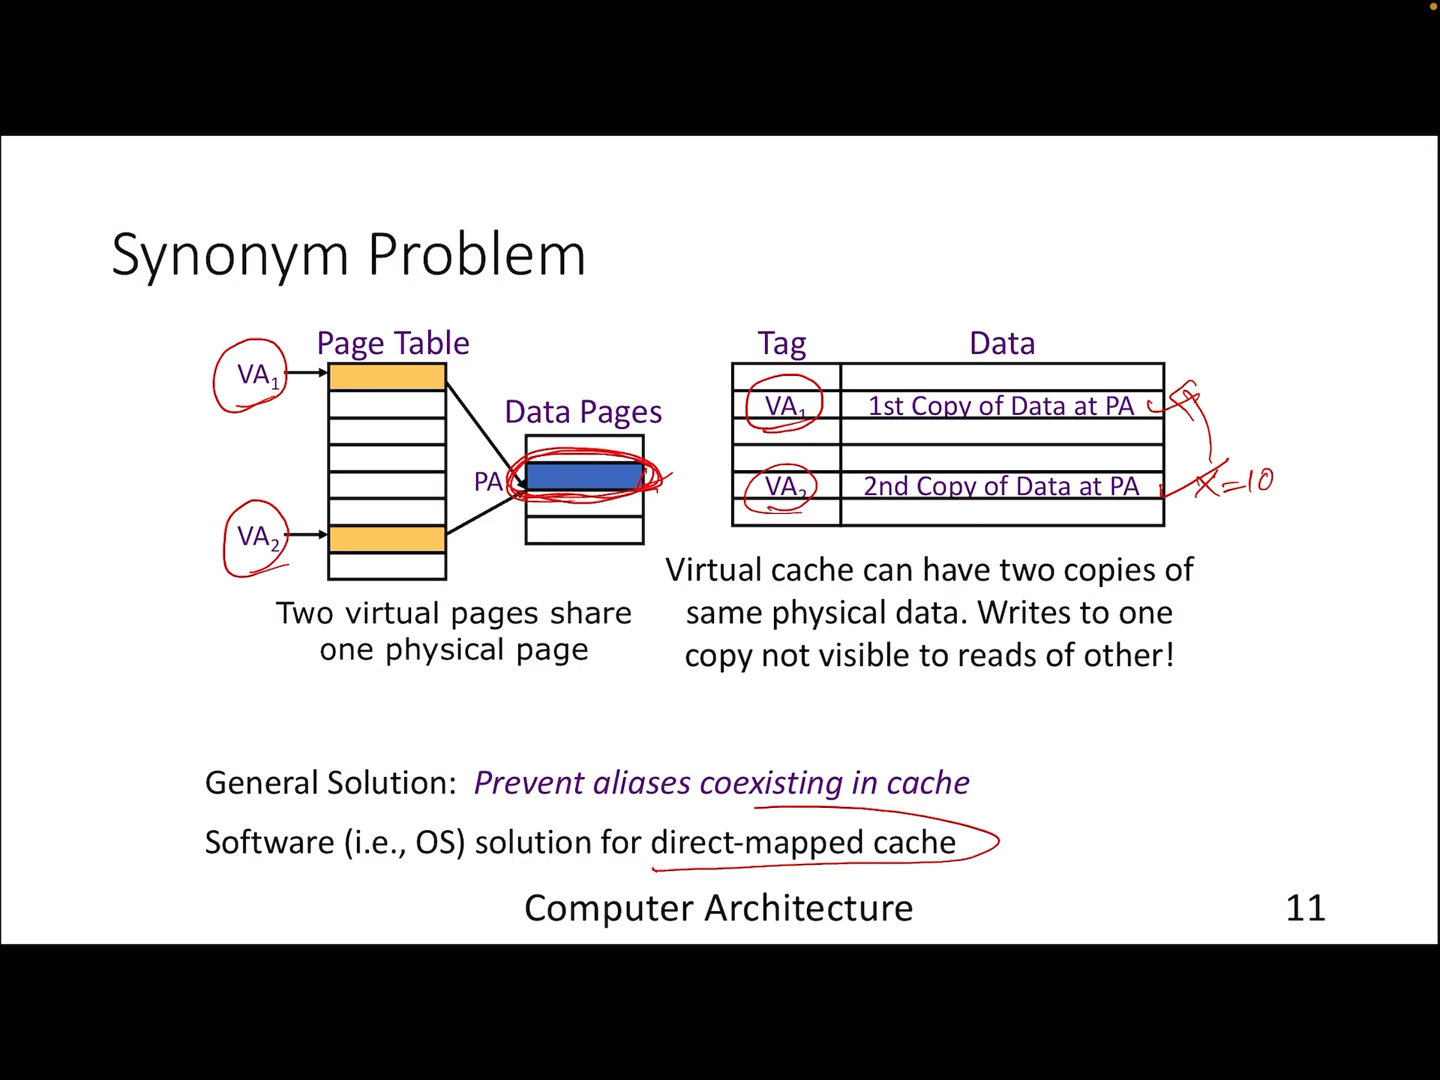 Synonym Problem
Page Table
VA1
Data Pages
PA
VA2
Two virtual pages share
one physical page
Tag Data
VA1 1st Copy of Data at PA
VA2 2nd Copy of Data at PA
x=10
Virtual cache can have two copies of
same physical data. Writes to one
copy not visible to reads of other!
General Solution: Prevent aliases coexisting in cache
Software (i.e., OS) solution for direct-mapped cache
Computer Architecture
11